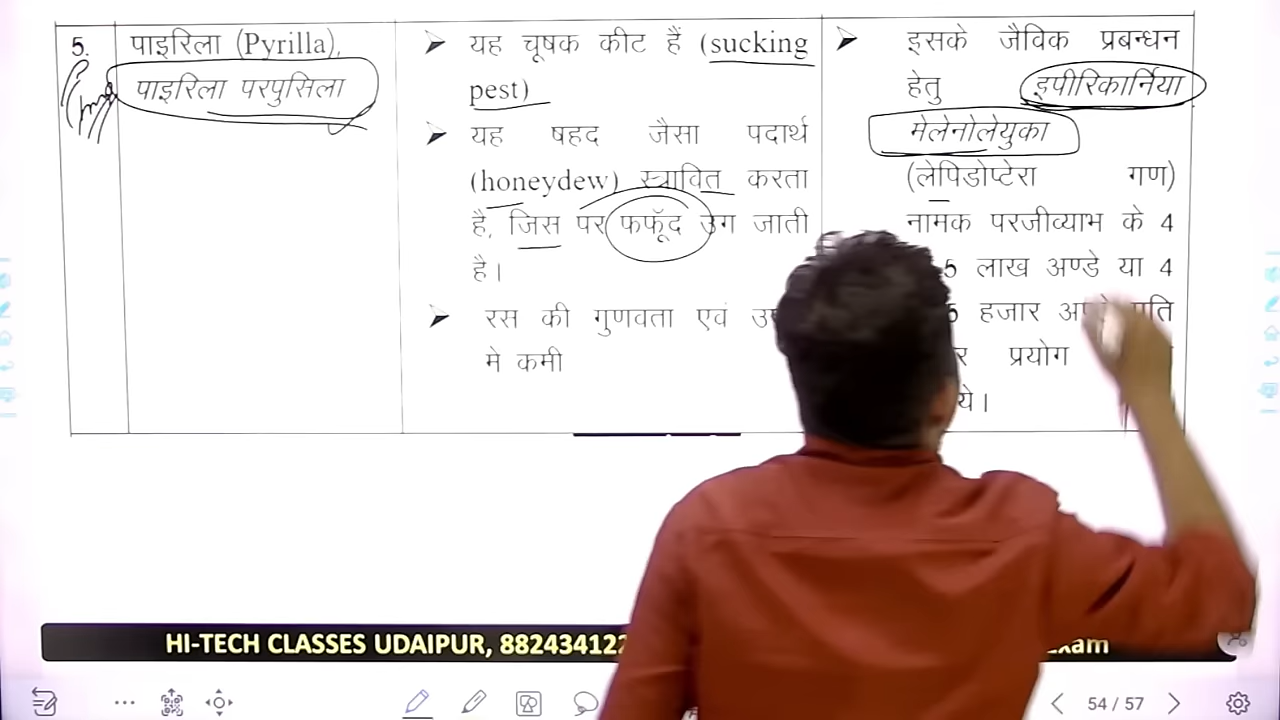 5.
पाइरिला (Pyrilla),
पाइरिला परपुसिला
यह चूषक कीट हैं (sucking
pest)
यह षहद जैसा पदार्थ
(honeydew) स्त्रावित करता
है, जिस पर फफूॅद उग जाती
है।
रस की गुणवता एवं
मे कमी
इसके जैविक प्रबन्धन
हेतु इपीरिकार्निया
मेलेनोलेयुका
(लेपिडोप्टेरा गण)
नामक परजीव्याभ के 4
5 लाख अण्डे या 4
हजार
प्रयोग
ये।
HI-TECH CLASSES UDAIPUR,
54 / 57